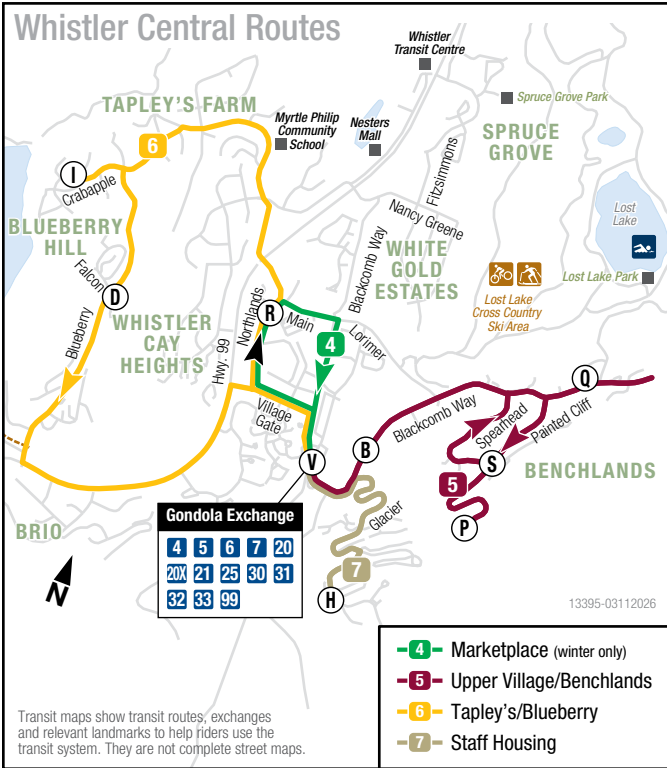 Whistler Central Routes
Whistler
Transit Centre
TAPLEY'S FARM
Myrtle Philip
Community
School
Nesters
Mall
Spruce Grove Park
SPRUCE
GROVE
6
I
Crabapple
Fitzsimmons
Nancy Greene
BLUEBERRY
HILL
Lost
Lake
Lost Lake Park
WHITE
GOLD
ESTATES
Blackcomb Way
Falcon
D
Lost Lake
Cross Country
Ski Area
WHISTLER
CAY
HEIGHTS
Blueberry
Hwy. 99
Northlands
R
Main
4
Lorimer
Village
Gate
Blackcomb Way
Spearhead
Painted Cliff
Q
V
B
S
BENCHLANDS
5
P
Glacier
7
H
BRIO
N
Gondola Exchange
4 5 6 7 20
20X 21 25 30 31
32 33 99
13395-03112026
4 Marketplace (winter only)
5 Upper Village/Benchlands
6 Tapley's/Blueberry
7 Staff Housing
Transit maps show transit routes, exchanges
and relevant landmarks to help riders use the
transit system. They are not complete street maps.